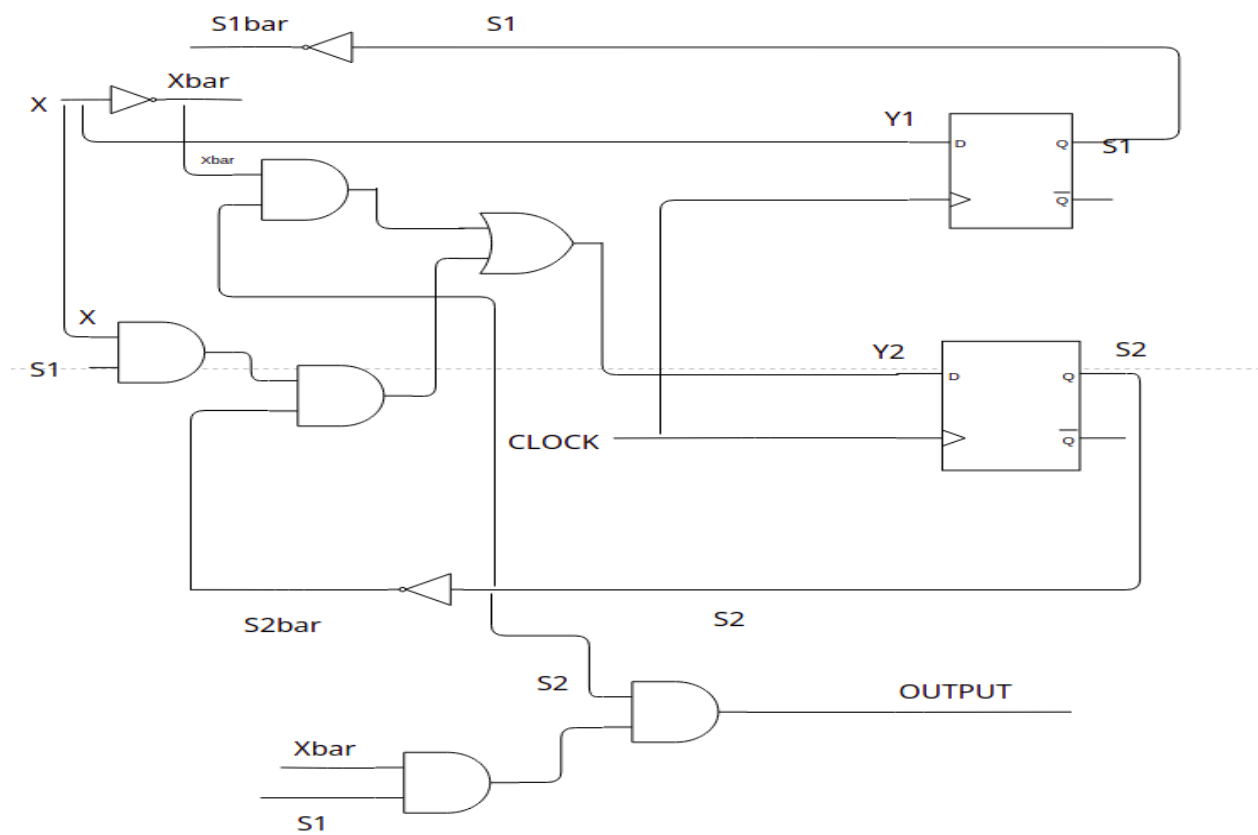 S1bar
S1
Xbar
X
Y1
D
Q
S1
Xbar
Q
X
S1
Y2
S2
D
Q
CLOCK
Q
S2bar
S2
S2
OUTPUT
Xbar
S1